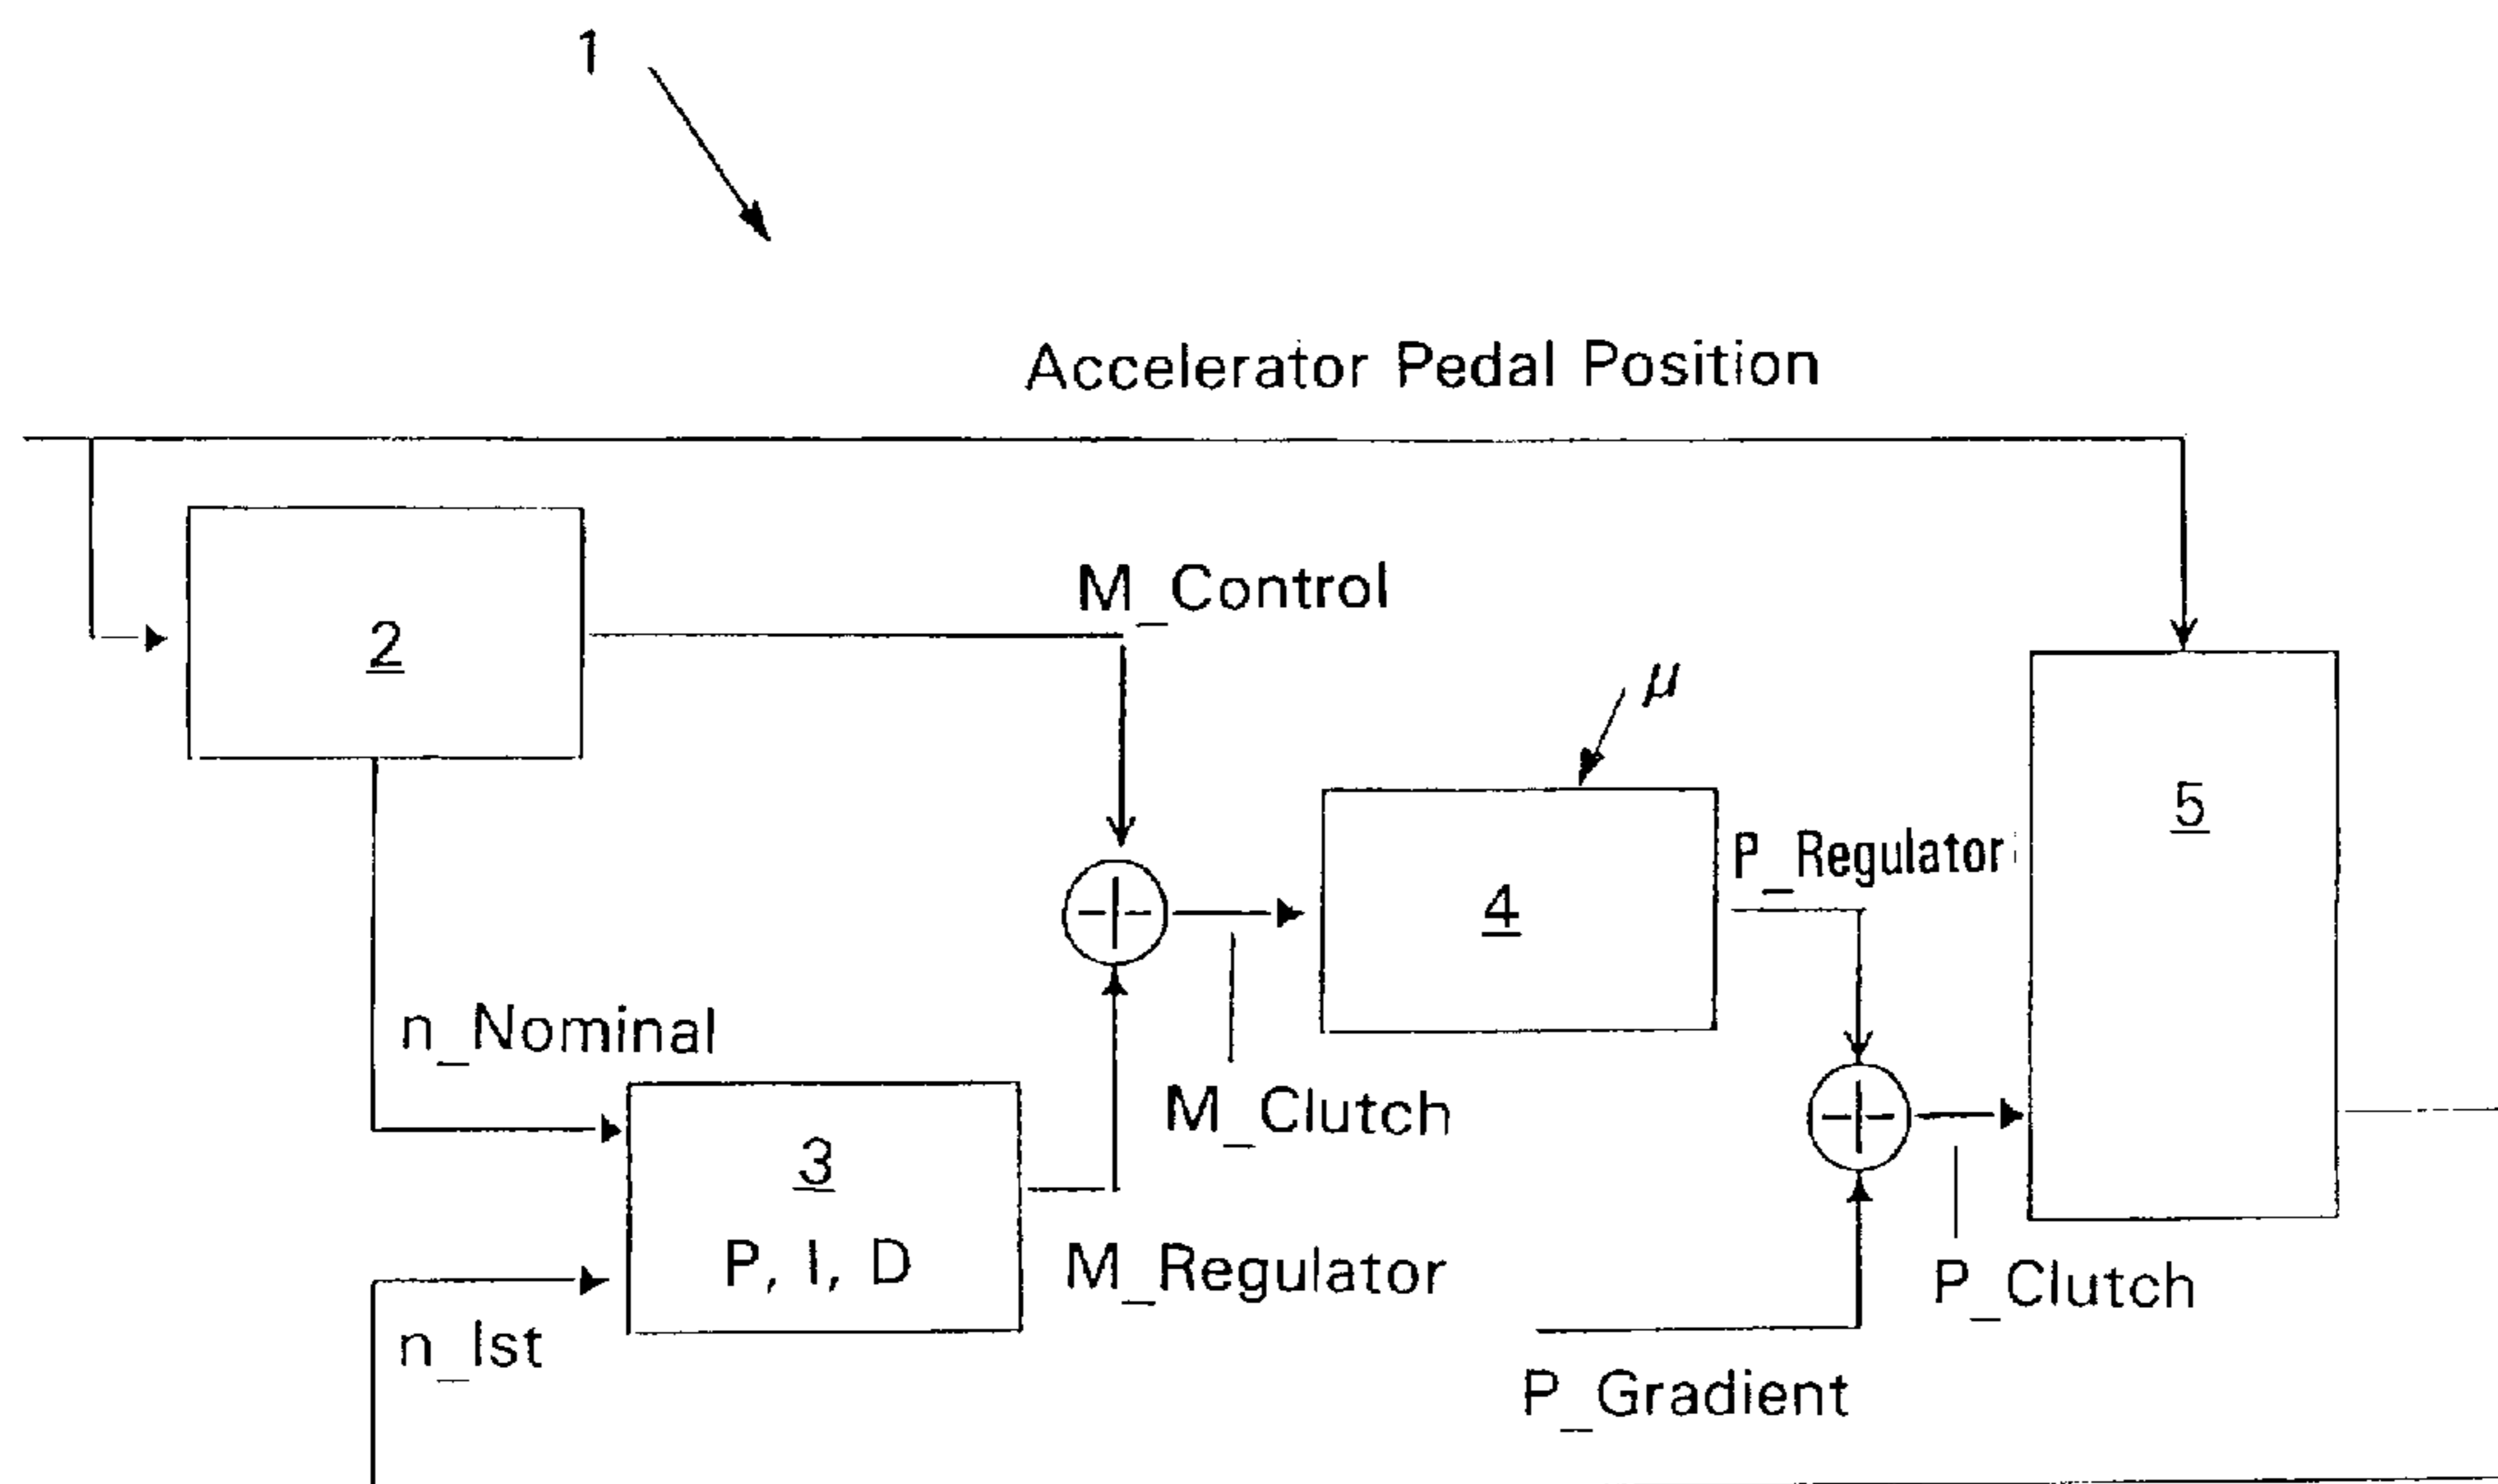 1
Accelerator Pedal Position
M_Control
2
μ
5
P_Regulator
4
n_Nominal
M_Clutch
3
P, I, D
M_Regulator
P_Clutch
n_Ist
P_Gradient